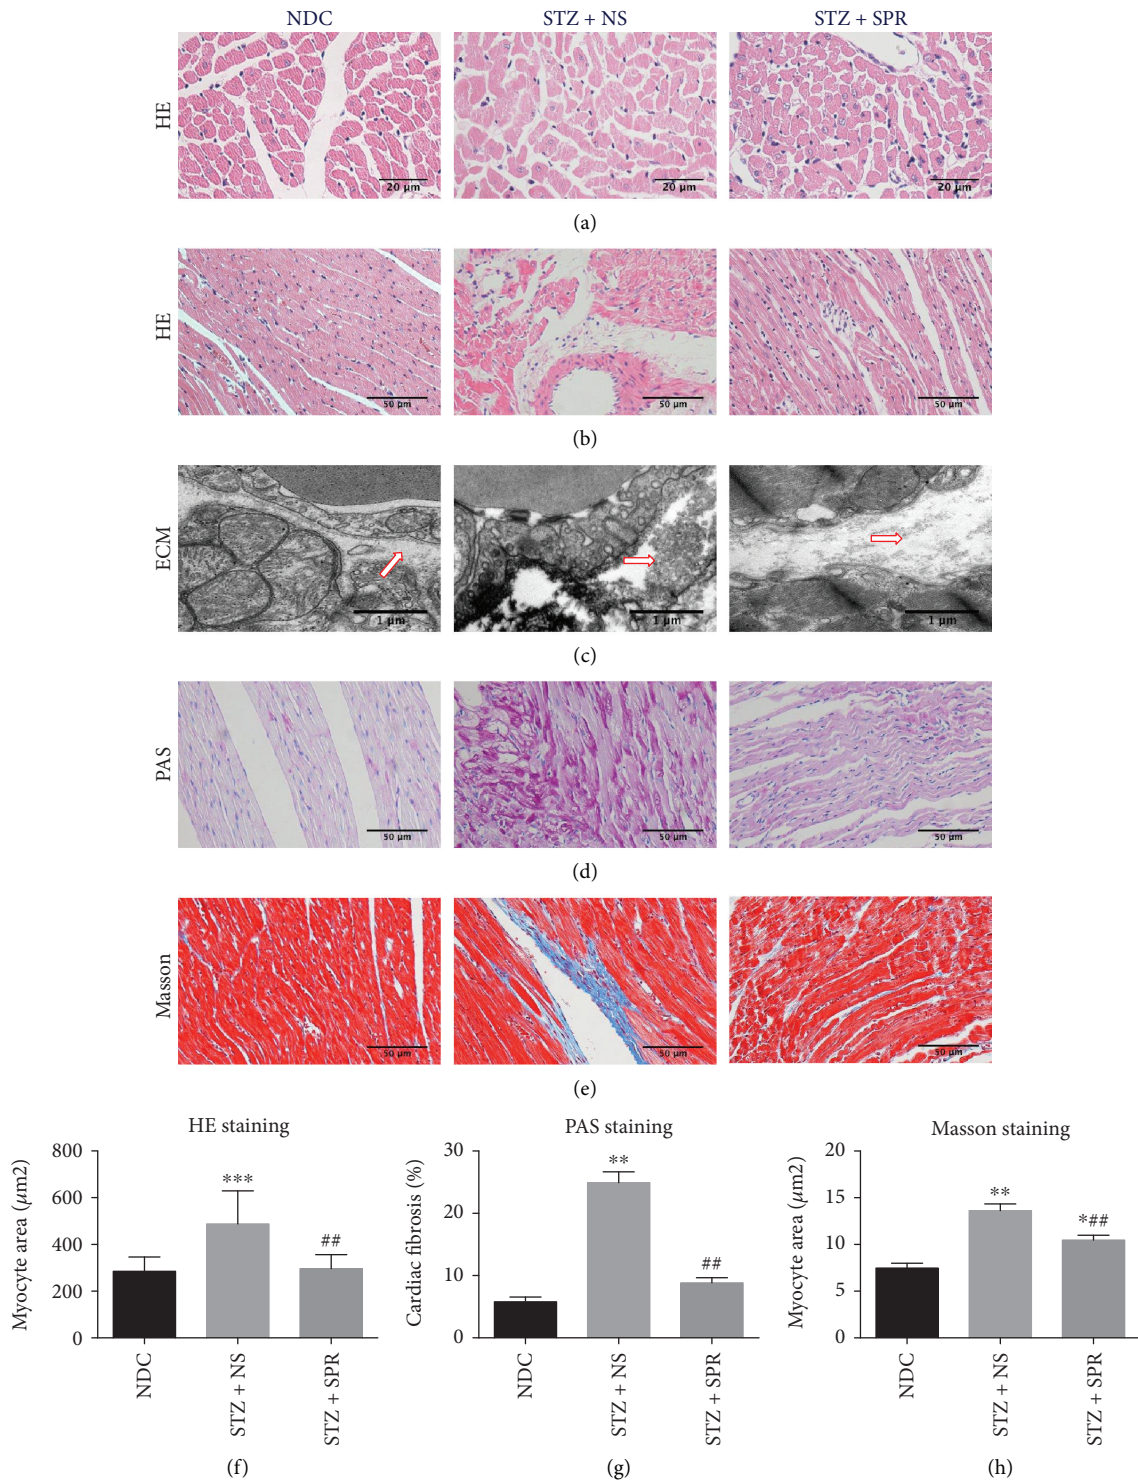 NDC STZ + NS STZ + SPR
HE
20 μm 20 μm 20 μm
(a)
HE
50 μm 50 μm 50 μm
(b)
ECM
1 μm 1 μm 1 μm
(c)
PAS
50 μm 50 μm 50 μm
(d)
Masson
50 μm 50 μm 50 μm
(e)
HE staining
Myocyte area (μm2)
800
600
400
200
0
***
##
NDC
STZ + NS
STZ + SPR
(f)
PAS staining
Cardiac fibrosis (%)
30
20
10
0
**
##
NDC
STZ + NS
STZ + SPR
(g)
Masson staining
Myocyte area (μm2)
20
15
10
5
0
**
*##
NDC
STZ + NS
STZ + SPR
(h)